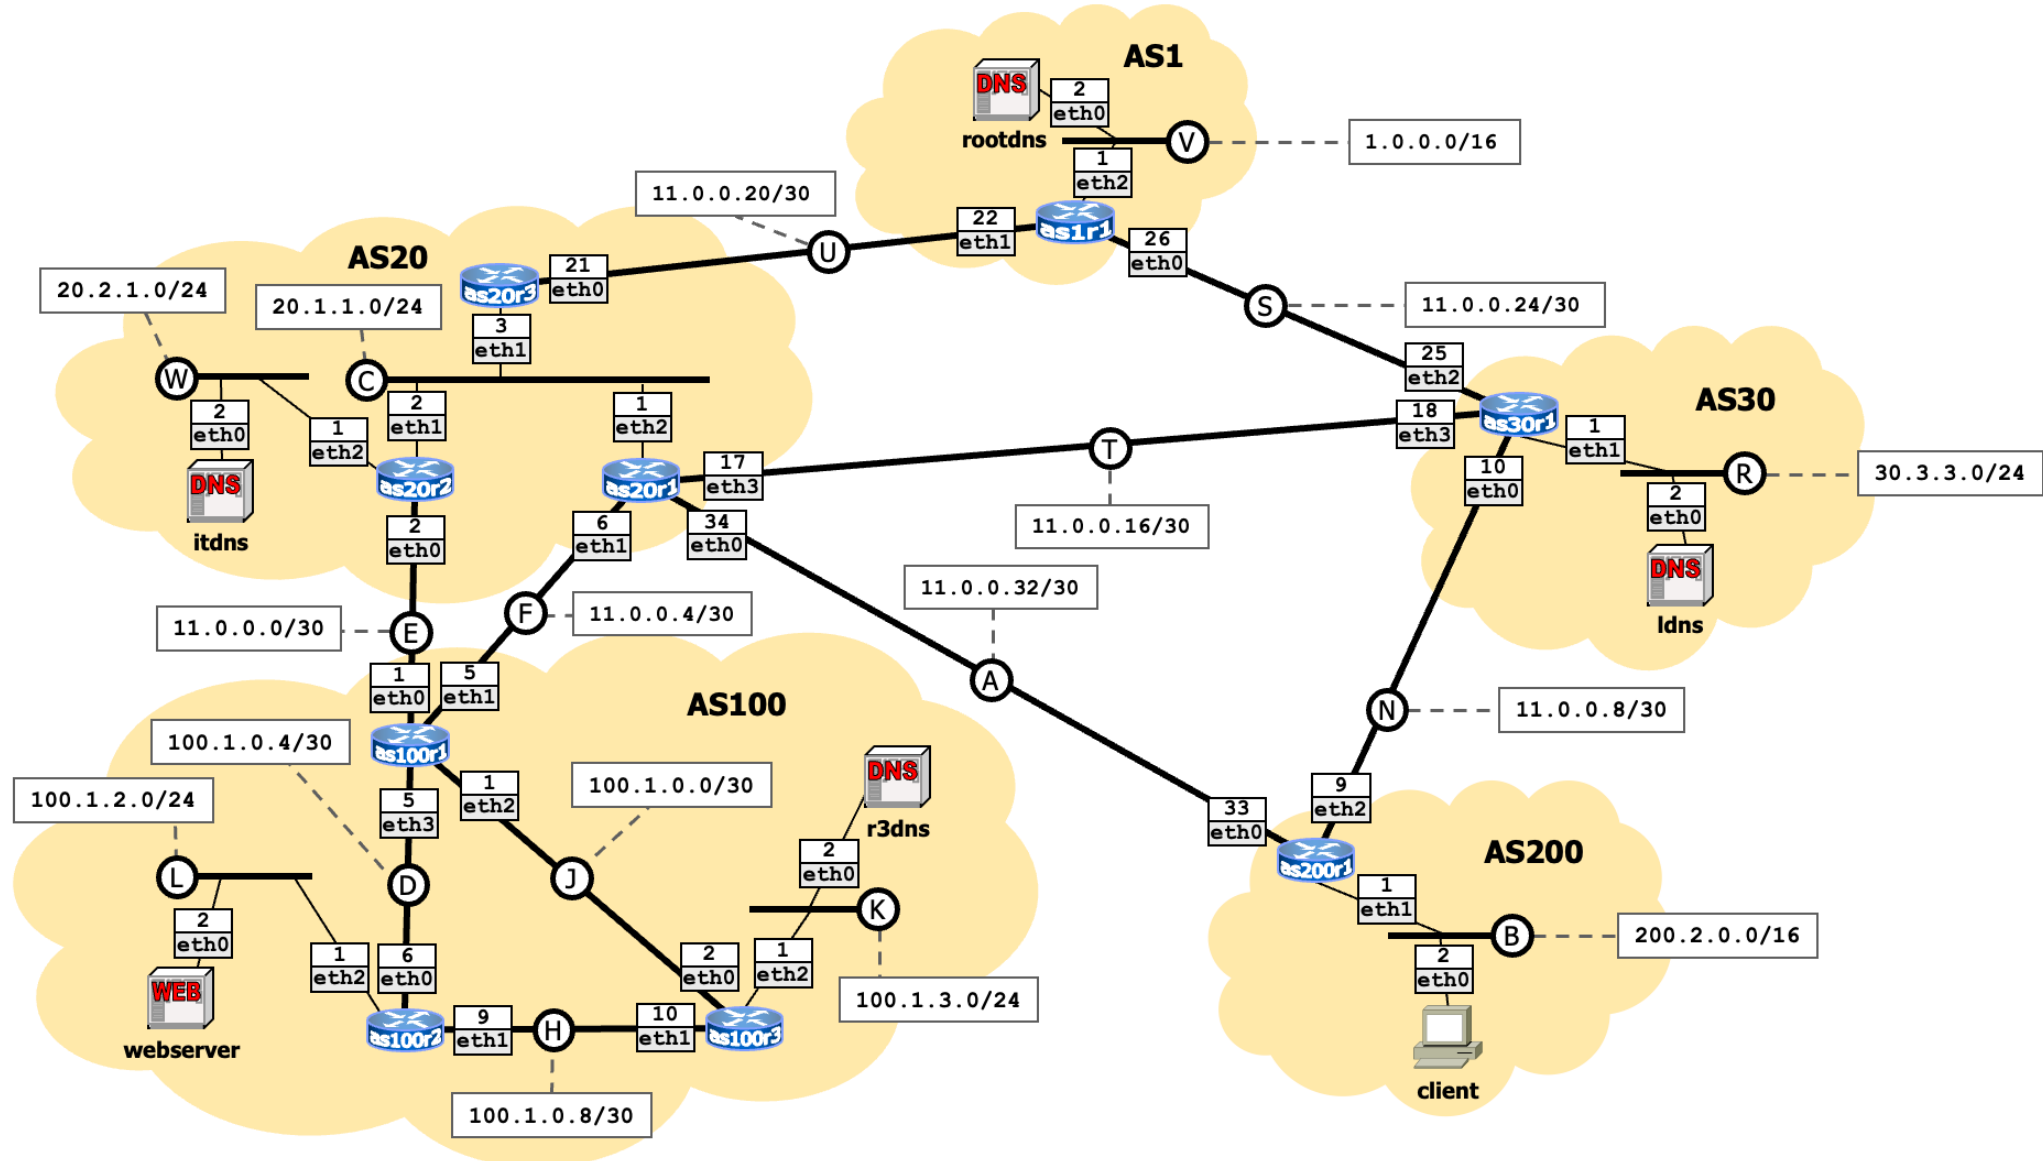 AS1
DNS
2
eth0
rootdns
V
1.0.0.0/16
1
eth2
11.0.0.20/30
22
eth1
as1r1
26
eth0
U
AS20
21
eth0
as20r3
20.2.1.0/24
20.1.1.0/24
S
11.0.0.24/30
3
eth1
25
eth2
W
C
AS30
2
eth0
1
eth2
2
eth1
1
eth2
18
eth3
as30r1
1
eth1
DNS
itdns
as20r2
as20r1
17
eth3
T
10
eth0
R
30.3.3.0/24
2
eth0
2
eth0
6
eth1
34
eth0
11.0.0.16/30
DNS
ldns
11.0.0.32/30
11.0.0.0/30
E
F
11.0.0.4/30
1
eth0
5
eth1
A
AS100
N
11.0.0.8/30
100.1.0.4/30
as100r1
DNS
r3dns
100.1.2.0/24
5
eth3
1
eth2
100.1.0.0/30
33
eth0
9
eth2
AS200
as200r1
2
eth0
L
D
J
1
eth1
K
2
eth0
B
200.2.0.0/16
1
eth2
6
eth0
2
eth0
1
eth2
2
eth0
WEB
webserver
100.1.3.0/24
as100r2
9
eth1
H
10
eth1
as100r3
client
100.1.0.8/30